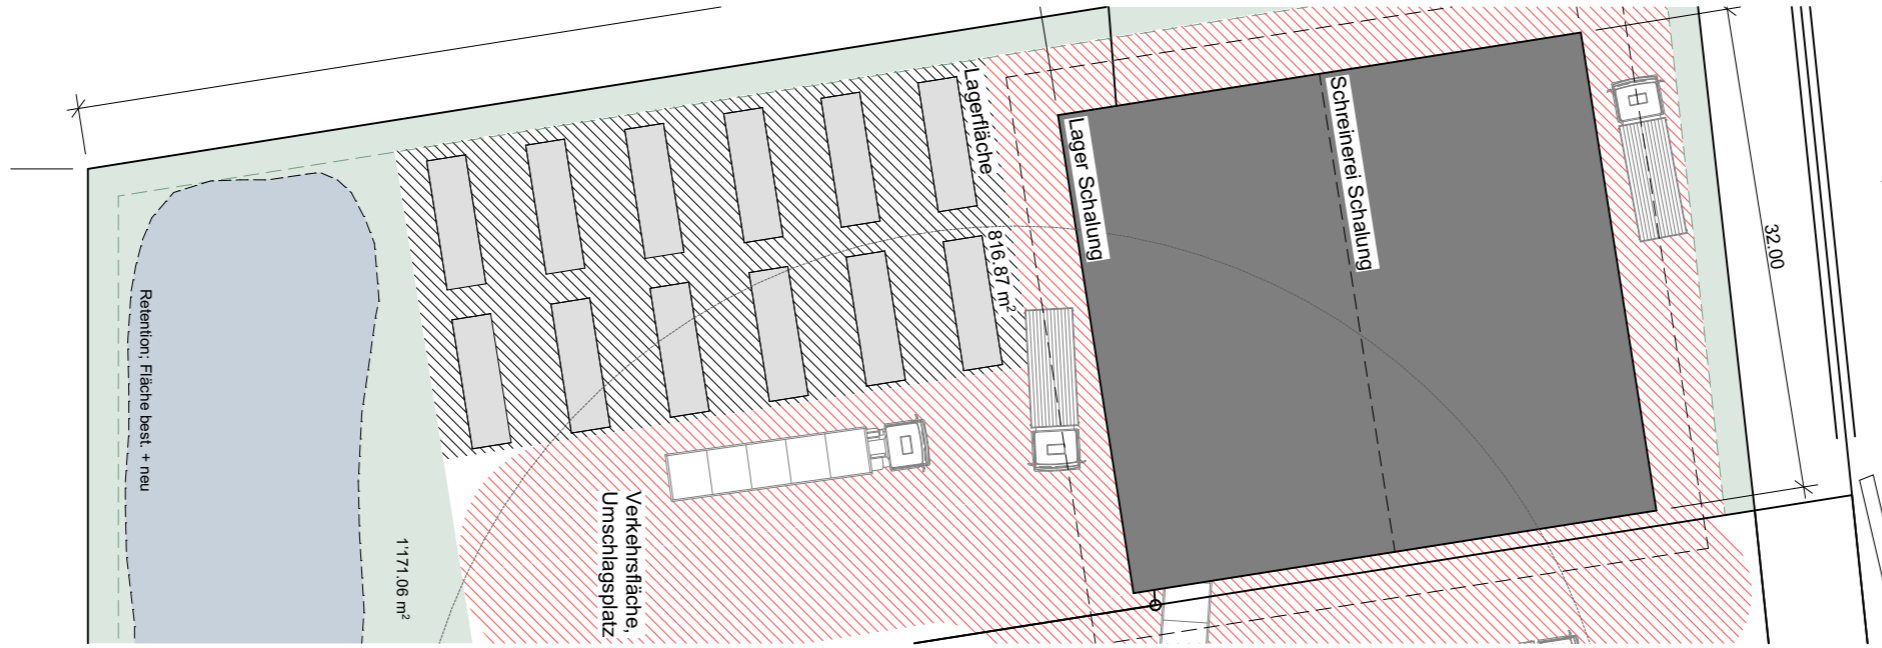 Lagerfläche
816.87 m²
Lager Schalung
Schreinerei Schalung
32.00
Retention; Fläche best. + neu
1'171.06 m²
Verkehrsfläche,
Umschlagsplatz